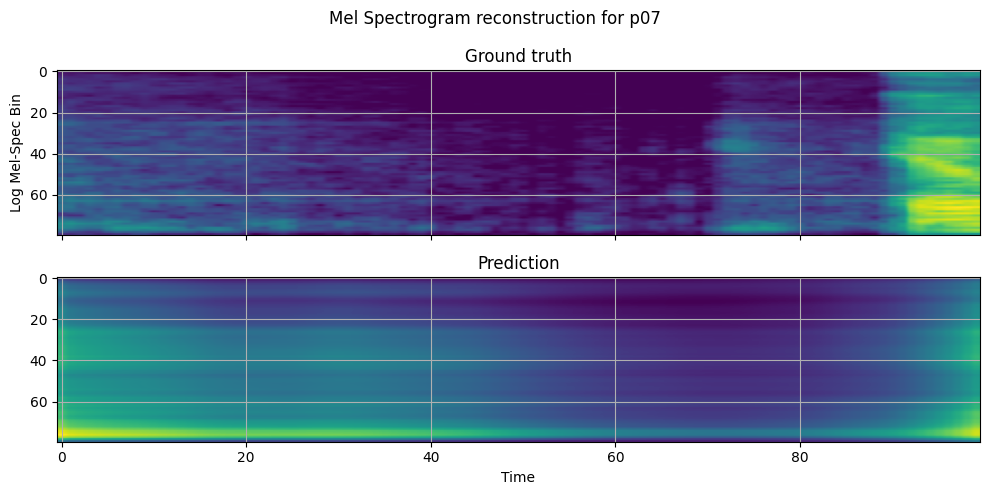 Mel Spectrogram reconstruction for p07
Ground truth
Log Mel-Spec Bin
0
20
40
60
Prediction
0
20
40
60
0 20 40 60 80
Time